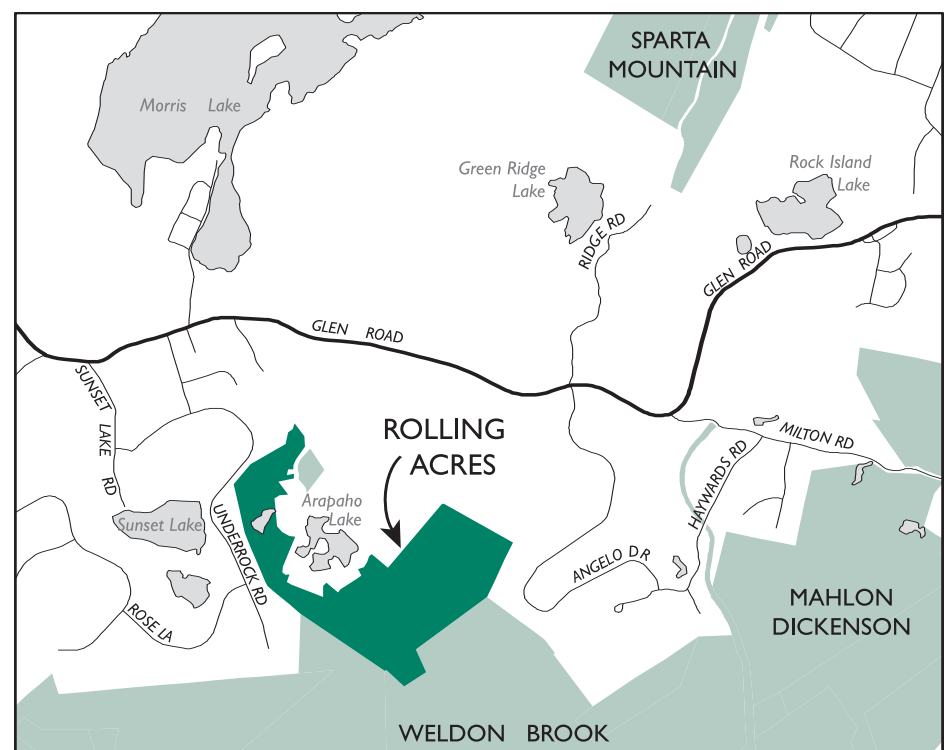 SPARTA
MOUNTAIN
Morris Lake
Green Ridge
Lake
Rock Island
Lake
RIDGE RD
GLEN ROAD
GLEN ROAD
SUNSET LAKE RD
ROLLING
ACRES
MILTON RD
HAYWARDS RD
Arapaho
Lake
Sunset Lake
UNDERROCK RD
ANGELO DR
ROSE LA
MAHLON
DICKENSON
WELDON BROOK